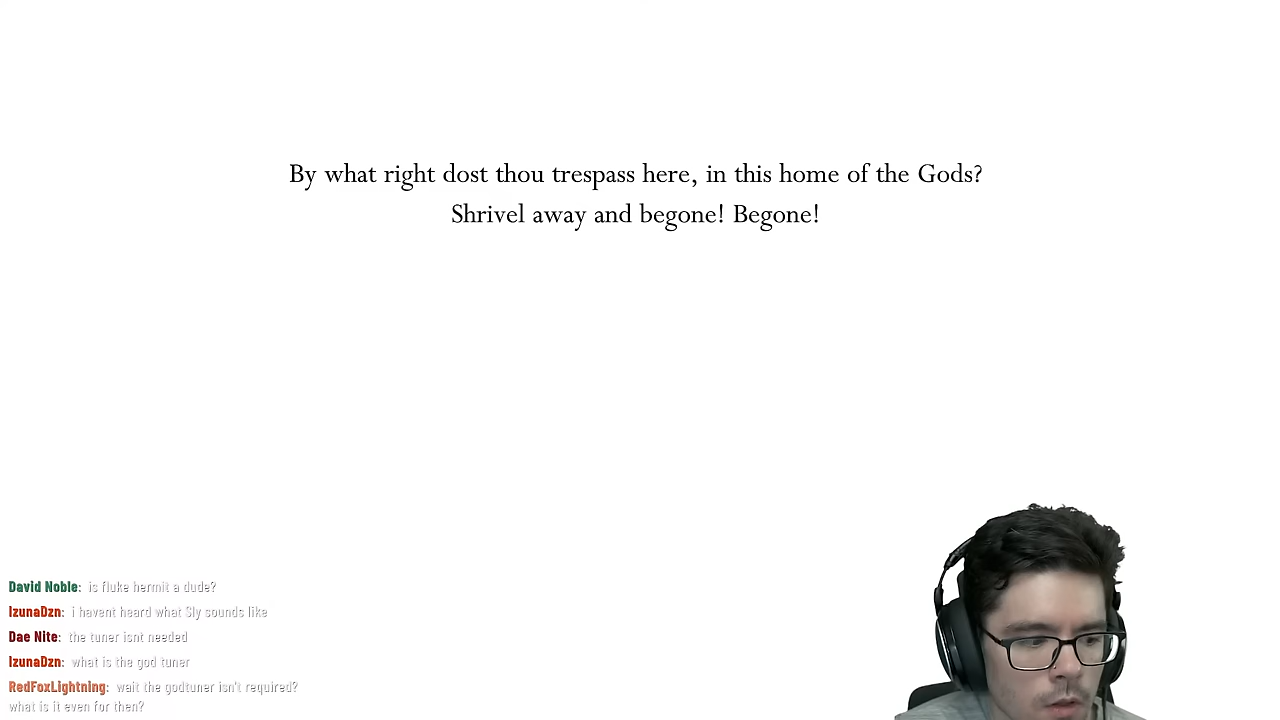 By what right dost thou trespass here, in this home of the Gods?
Shrivel away and begone! Begone!
David Noble: is fluke hermit a dude?
IzunaDzn: i havent heard what Sly sounds like
Dae Nite: the tuner isnt needed
IzunaDzn: what is the god tuner
RedFoxLightning: wait the godtuner isn't required?
what is it even for then?